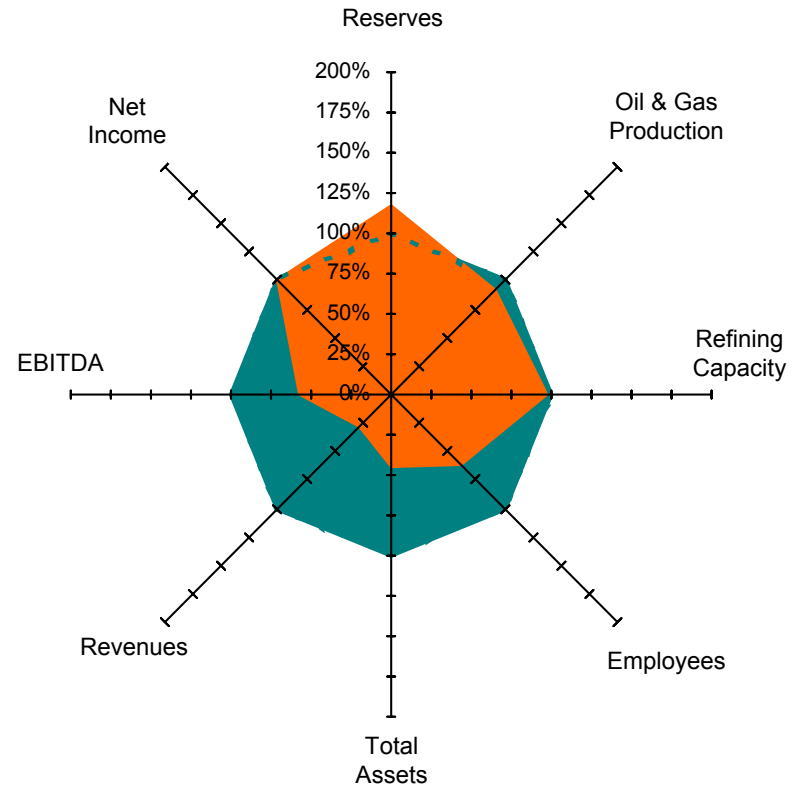 Reserves
200%
175%
150%
125%
100%
75%
50%
25%
0%
Oil & Gas
Production
Refining
Capacity
Employees
Total
Assets
Revenues
EBITDA
Net
Income